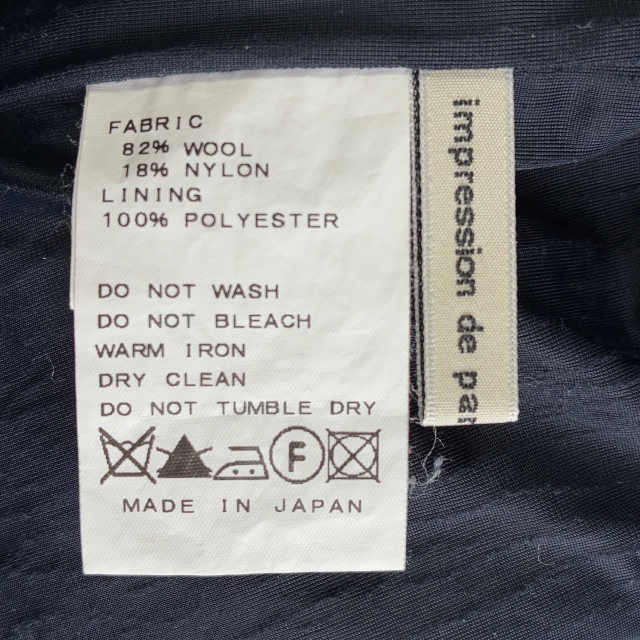 FABRIC
82% WOOL
18% NYLON
LINING
100% POLYESTER
DO NOT WASH
DO NOT BLEACH
WARM IRON
DRY CLEAN
DO NOT TUMBLE DRY
F
MADE IN JAPAN
impression de par